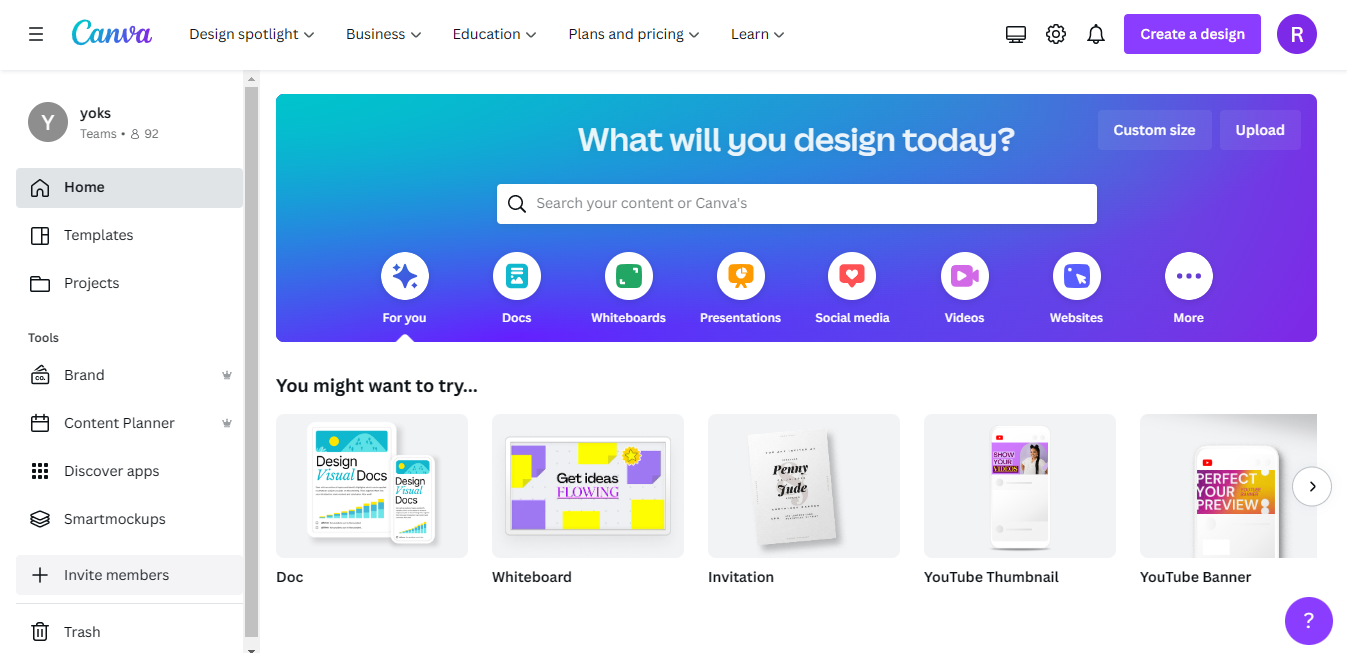 Canva
Design spotlight
Business
Education
Plans and pricing
Learn
Create a design
R
Y
yoks
Teams • 92
Home
Templates
Projects
Tools
CO.
Brand
Content Planner
Discover apps
Smartmockups
Invite members
Trash
What will you design today?
Custom size
Upload
Search your content or Canva's
For you
Docs
Whiteboards
Presentations
Social media
Videos
Websites
More
You might want to try...
Design
Visual Docs
Design
Visual
Docs
Doc
Get ideas
FLOWING
Whiteboard
Penny
Jude
Invitation
SHOW
YOUR
VIDEOS
YouTube Thumbnail
PERFECT
YOUR
PREVIEW
YouTube Banner
?